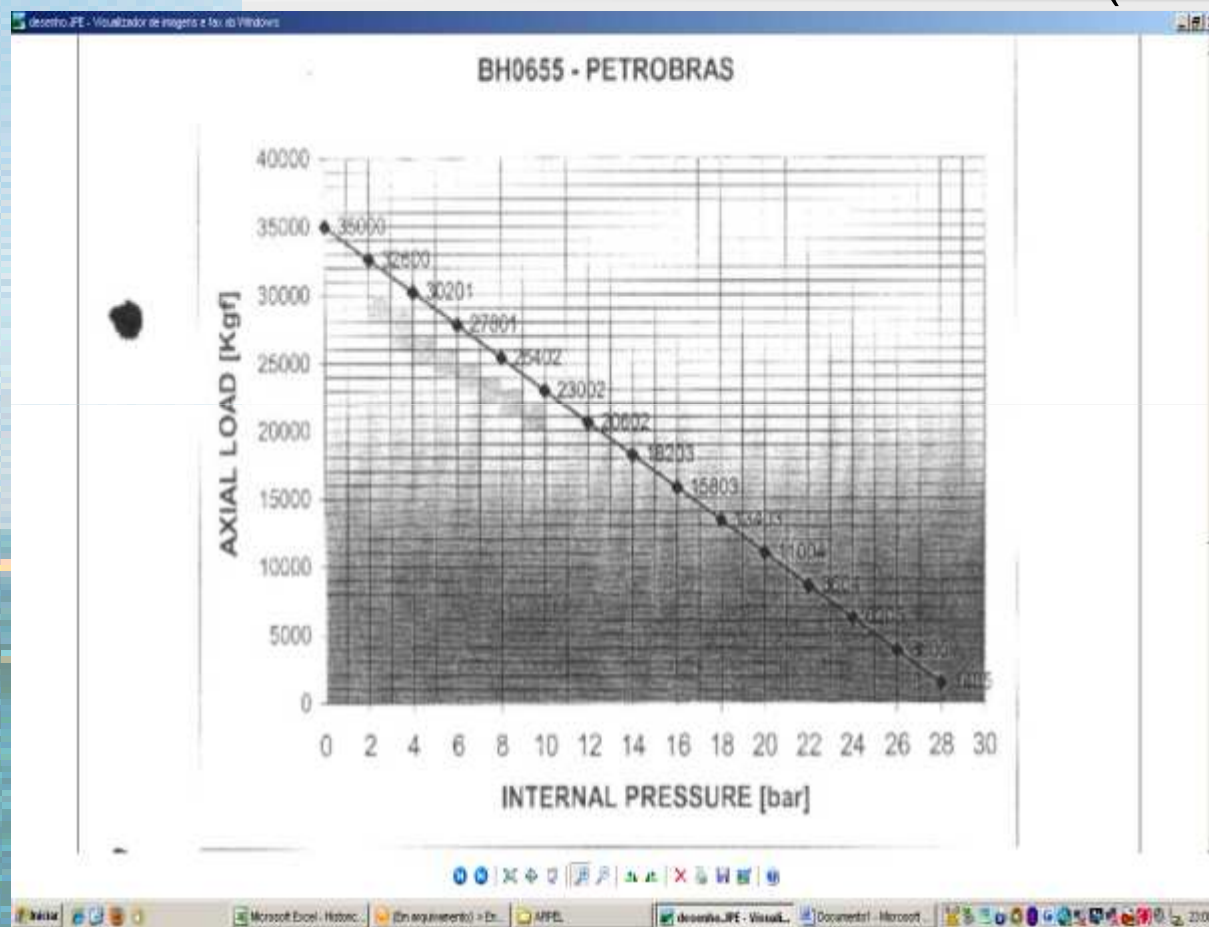 desenho.JPE - Visualizador de imagens e fax do Windows
BH0655 - PETROBRAS
AXIAL LOAD [Kgf]
40000
35000
30000
25000
20000
15000
10000
5000
0
35000
32600
30201
27801
25402
23002
20602
18203
15803
13403
11004
0 2 4 6 8 10 12 14 16 18 20 22 24 26 28 30
INTERNAL PRESSURE [bar]
Iniciar
Microsoft Excel - Historic...
ARPEL
desenho.JPE - Visuali...
Documento1 - Microsoft ...